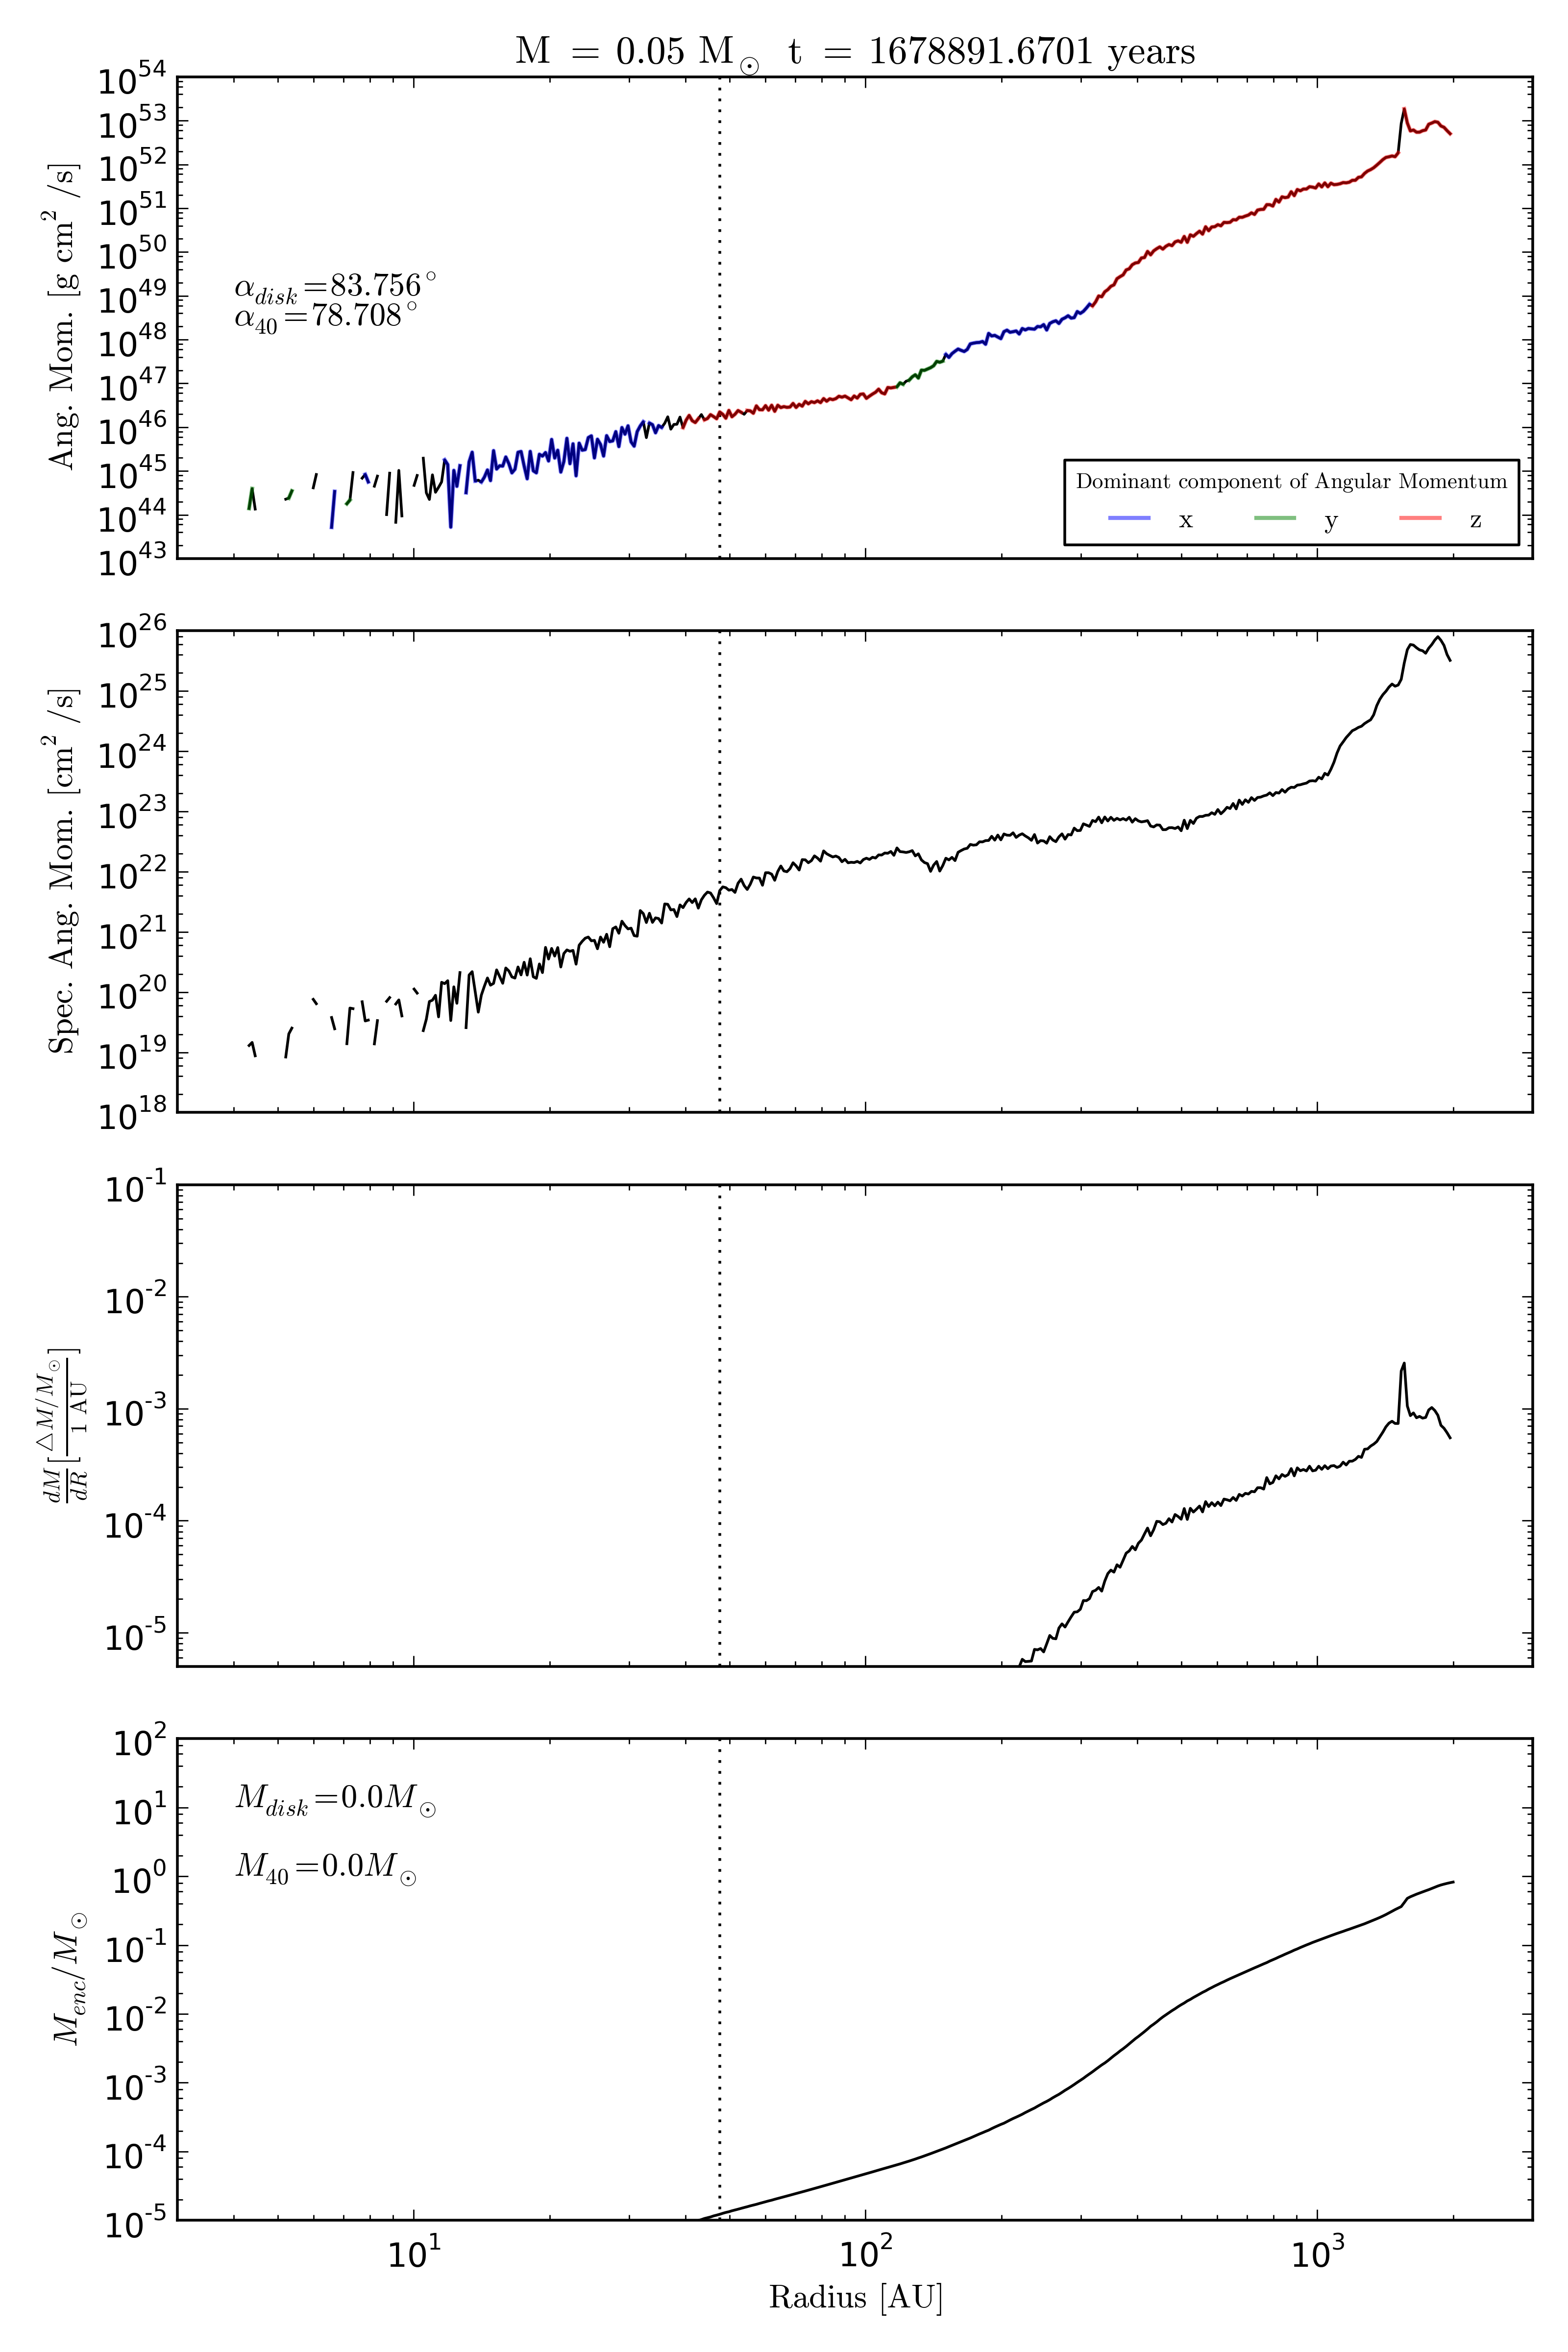 M = 0.05 M⊙ t = 1678891.6701 years
10^54
10^53
10^52
10^51
10^50
10^49
10^48
10^47
10^46
10^45
10^44
10^43
Ang. Mom. [g cm^2 /s]
α_disk=83.756°
α_40=78.708°
Dominant component of Angular Momentum
x y z
10^26
10^25
10^24
10^23
10^22
10^21
10^20
10^19
10^18
Spec. Ang. Mom. [cm^2 /s]
10^-1
10^-2
10^-3
10^-4
10^-5
dM/dR [△M/M⊙ / 1 AU]
10^2
10^1
10^0
10^-1
10^-2
10^-3
10^-4
10^-5
M_enc/M⊙
M_disk=0.0M⊙
M_40=0.0M⊙
10^1 10^2 10^3
Radius [AU]